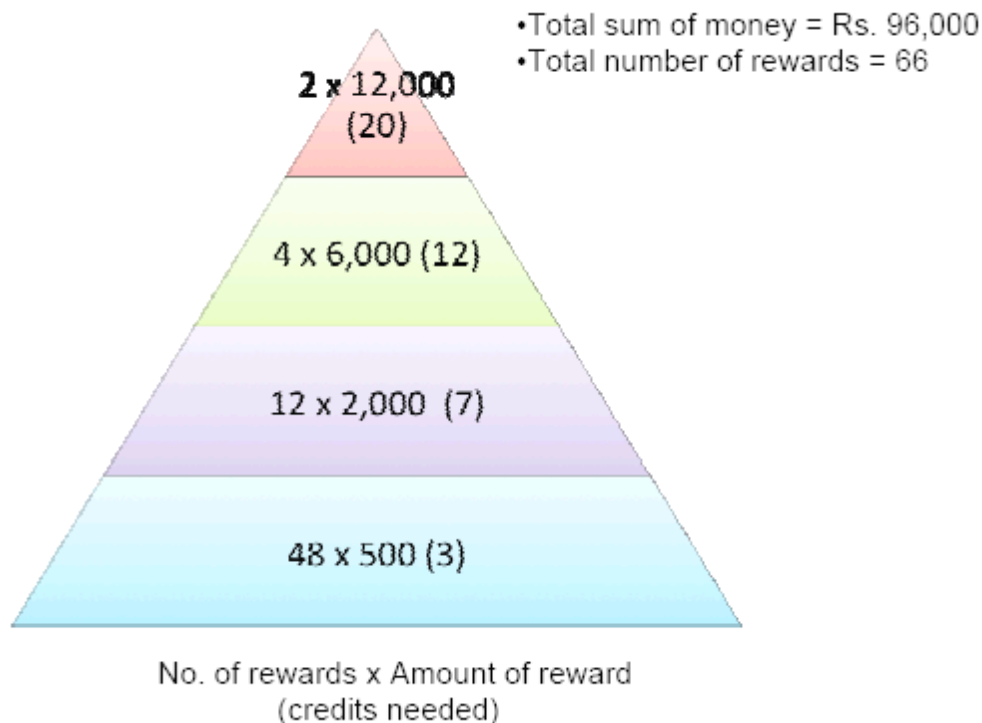 •Total sum of money = Rs. 96,000
•Total number of rewards = 66
2 x 12,000
(20)
4 x 6,000 (12)
12 x 2,000 (7)
48 x 500 (3)
No. of rewards x Amount of reward
(credits needed)